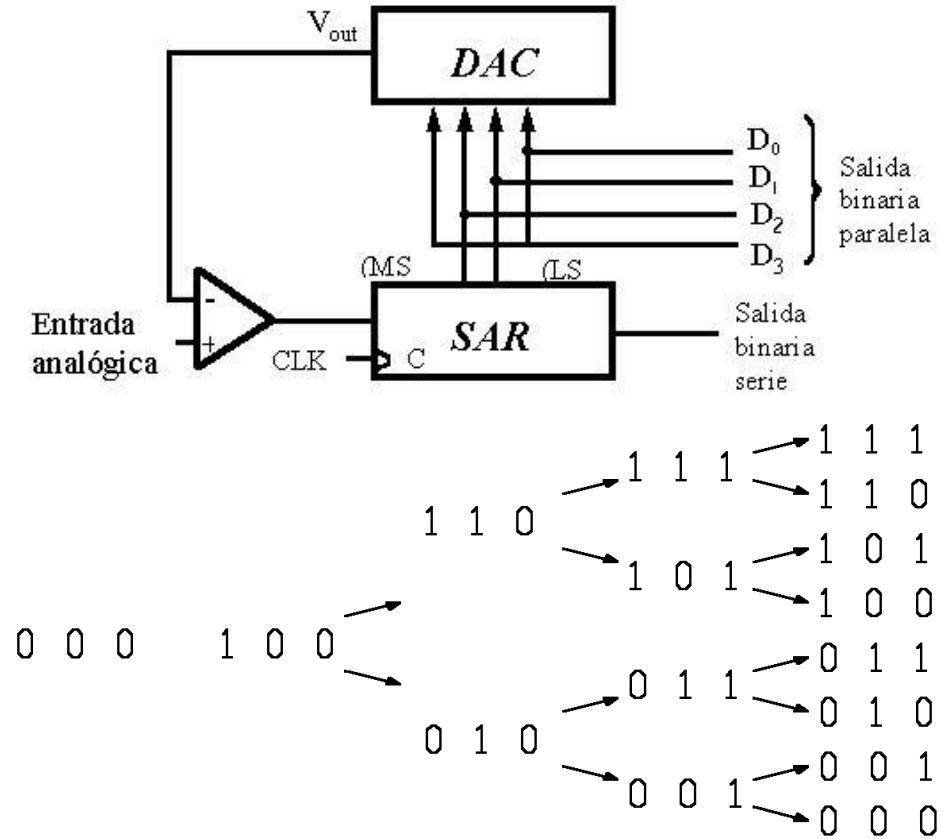 V_out
DAC
D₀
D₁
D₂
D₃
Salida
binaria
paralela
(MS
(LS
Entrada
analógica
-
+
CLK
C
SAR
Salida
binaria
serie
1 1 1
1 1 1
1 1 0
1 1 0
1 0 1
1 0 1
1 0 0
0 0 0
1 0 0
0 1 1
0 1 1
0 1 0
0 1 0
0 0 1
0 0 1
0 0 0